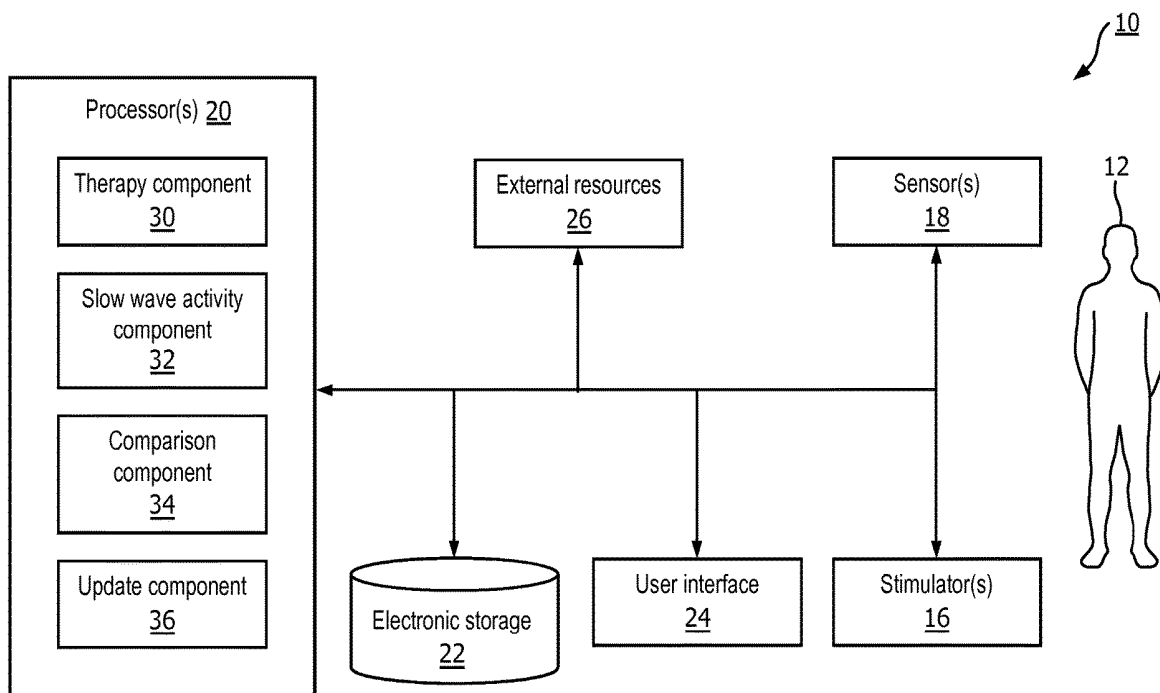 10
Processor(s) 20
Therapy component
30
Slow wave activity
component
32
Comparison
component
34
Update component
36
External resources
26
Sensor(s)
18
12
Electronic storage
22
User interface
24
Stimulator(s)
16